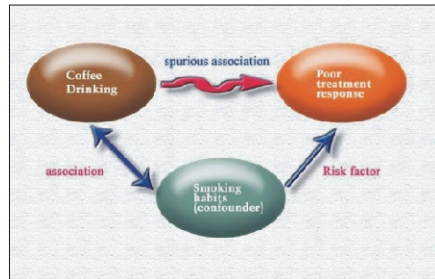 spurious association
Coffee
Drinking
Poor
treatment
response
association
Smoking
habits
(confounder)
Risk factor